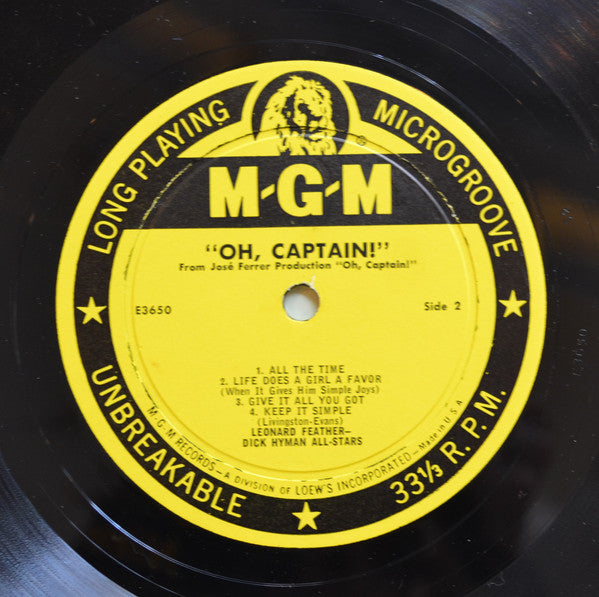 LONG PLAYING
MICROGROOVE
M-G-M
"OH, CAPTAIN!"
From José Ferrer Production "Oh, Captain!"
E3650
Side 2
1. ALL THE TIME
2. LIFE DOES A GIRL A FAVOR
(When It Gives Him Simple Joys)
3. GIVE IT ALL YOU GOT
4. KEEP IT SIMPLE
(Livingston-Evans)
LEONARD FEATHER—
DICK HYMAN ALL-STARS
M-G-M RECORDS—A DIVISION OF LOEW'S INCORPORATED—Made in U.S.A.
UNBREAKABLE
33⅓ R.P.M.
E3650